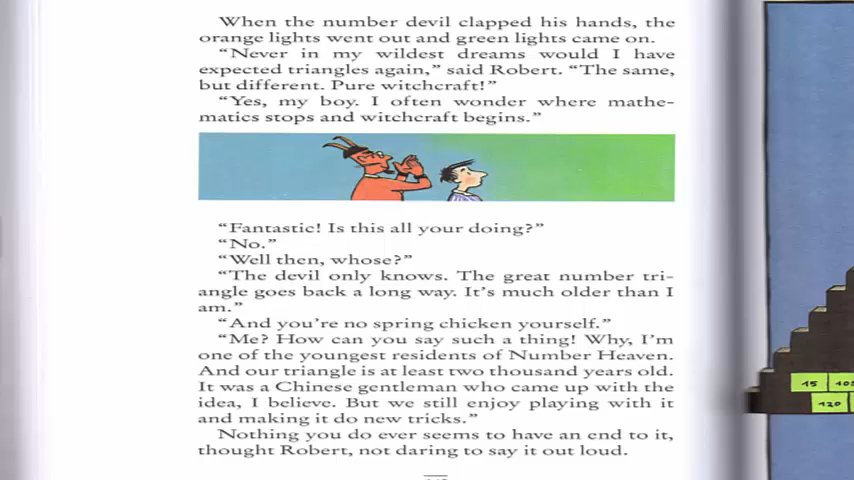 When the number devil clapped his hands, the
orange lights went out and green lights came on.
“Never in my wildest dreams would I have
expected triangles again,” said Robert. “The same,
but different. Pure witchcraft!”
“Yes, my boy. I often wonder where mathe-
matics stops and witchcraft begins.”
“Fantastic! Is this all your doing?”
“No.”
“Well then, whose?”
“The devil only knows. The great number tri-
angle goes back a long way. It’s much older than I
am.”
“And you’re no spring chicken yourself.”
“Me? How can you say such a thing! Why, I’m
one of the youngest residents of Number Heaven.
And our triangle is at least two thousand years old.
It was a Chinese gentleman who came up with the
idea, I believe. But we still enjoy playing with it
and making it do new tricks.”
Nothing you do ever seems to have an end to it,
thought Robert, not daring to say it out loud.
15
120